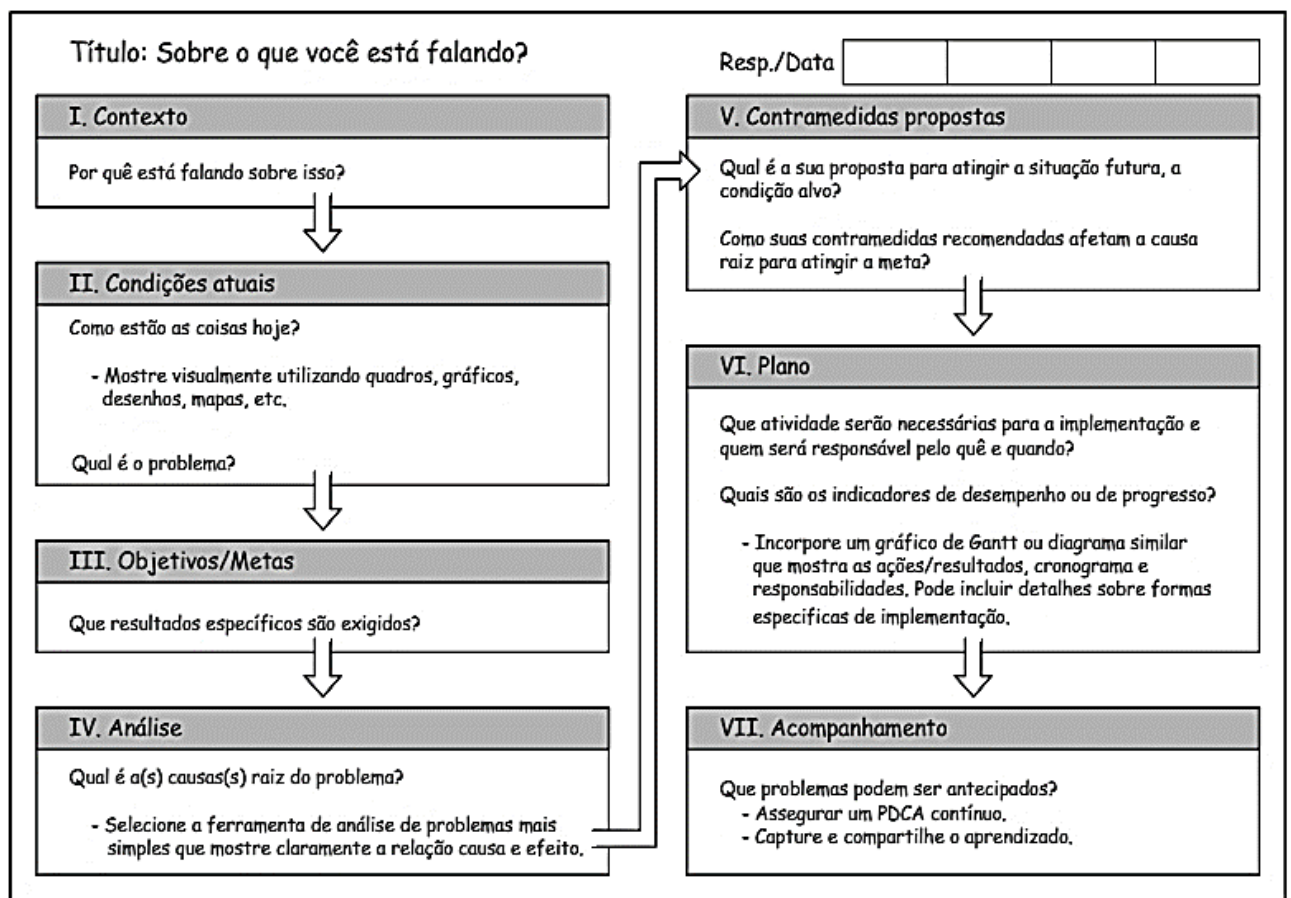 Título: Sobre o que você está falando?
Resp./Data
I. Contexto
Por quê está falando sobre isso?
II. Condições atuais
Como estão as coisas hoje?
- Mostre visualmente utilizando quadros, gráficos,
desenhos, mapas, etc.
Qual é o problema?
III. Objetivos/Metas
Que resultados específicos são exigidos?
IV. Análise
Qual é a(s) causas(s) raiz do problema?
- Selecione a ferramenta de análise de problemas mais
simples que mostre claramente a relação causa e efeito.
V. Contramedidas propostas
Qual é a sua proposta para atingir a situação futura, a
condição alvo?
Como suas contramedidas recomendadas afetam a causa
raiz para atingir a meta?
VI. Plano
Que atividade serão necessárias para a implementação e
quem será responsável pelo quê e quando?
Quais são os indicadores de desempenho ou de progresso?
- Incorpore um gráfico de Gantt ou diagrama similar
que mostra as ações/resultados, cronograma e
responsabilidades. Pode incluir detalhes sobre formas
especificas de implementação.
VII. Acompanhamento
Que problemas podem ser antecipados?
- Assegurar um PDCA contínuo.
- Capture e compartilhe o aprendizado.